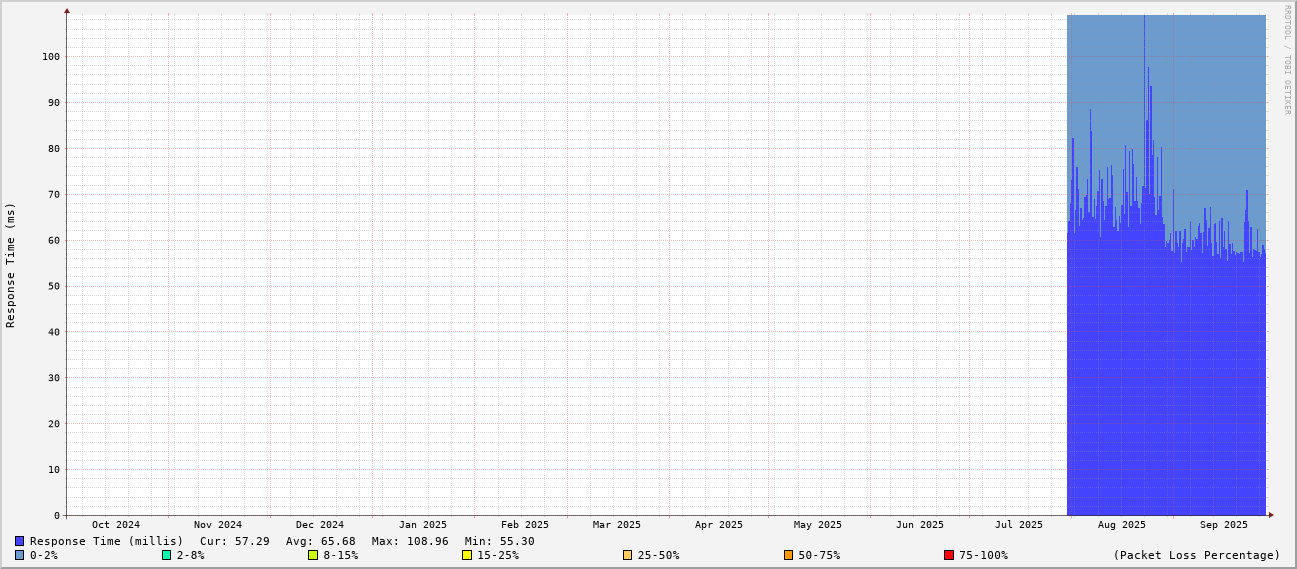 RRDTOOL / TOBI OETIKER
Response Time (ms)
100
90
80
70
60
50
40
30
20
10
0
Oct 2024 Nov 2024 Dec 2024 Jan 2025 Feb 2025 Mar 2025 Apr 2025 May 2025 Jun 2025 Jul 2025 Aug 2025 Sep 2025
Response Time (millis) Cur: 57.29 Avg: 65.68 Max: 108.96 Min: 55.30
0-2% 2-8% 8-15% 15-25% 25-50% 50-75% 75-100% (Packet Loss Percentage)